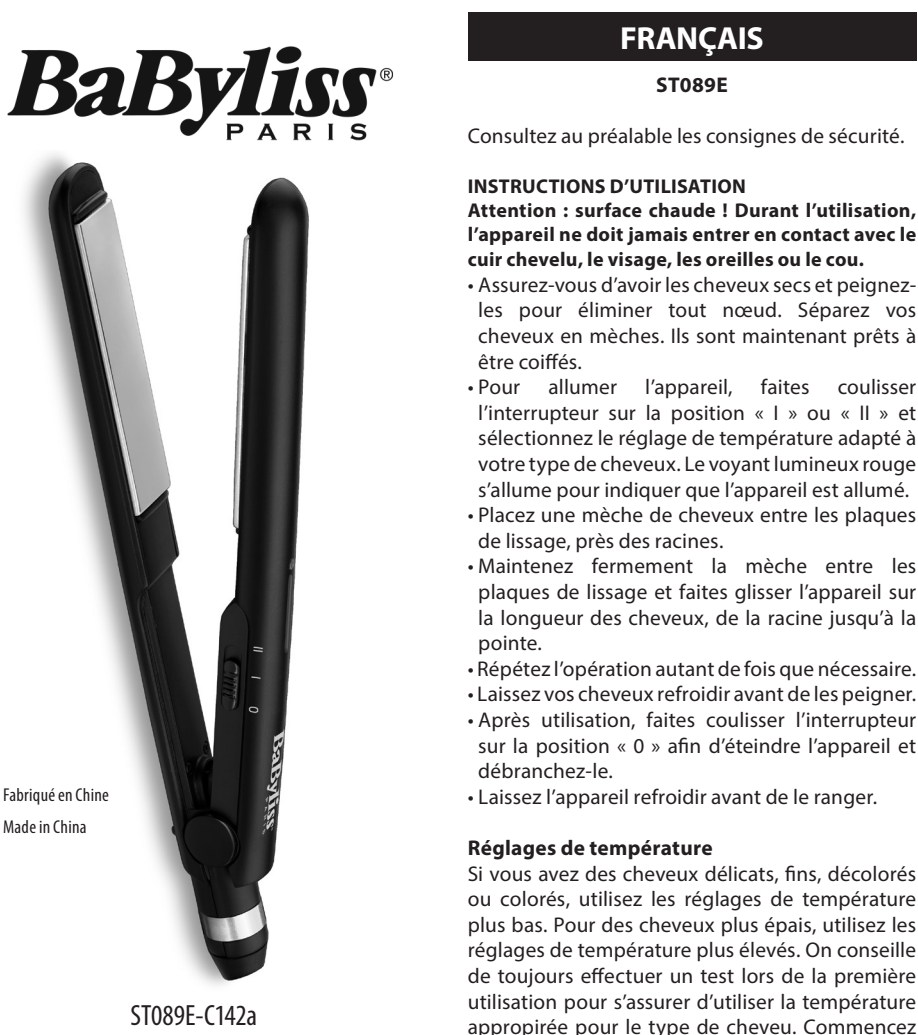 BaByliss®
PARIS
II
I
0
BaByliss
PARIS
Fabriqué en Chine
Made in China
ST089E-C142a
FRANÇAIS
ST089E
Consultez au préalable les consignes de sécurité.
INSTRUCTIONS D’UTILISATION
Attention : surface chaude ! Durant l’utilisation,
l’appareil ne doit jamais entrer en contact avec le
cuir chevelu, le visage, les oreilles ou le cou.
• Assurez-vous d’avoir les cheveux secs et peignez-
les pour éliminer tout nœud. Séparez vos
cheveux en mèches. Ils sont maintenant prêts à
être coiffés.
• Pour allumer l’appareil, faites coulisser
l’interrupteur sur la position « I » ou « II » et
sélectionnez le réglage de température adapté à
votre type de cheveux. Le voyant lumineux rouge
s’allume pour indiquer que l’appareil est allumé.
• Placez une mèche de cheveux entre les plaques
de lissage, près des racines.
• Maintenez fermement la mèche entre les
plaques de lissage et faites glisser l’appareil sur
la longueur des cheveux, de la racine jusqu’à la
pointe.
• Répétez l’opération autant de fois que nécessaire.
• Laissez vos cheveux refroidir avant de les peigner.
• Après utilisation, faites coulisser l’interrupteur
sur la position « 0 » afin d’éteindre l’appareil et
débranchez-le.
• Laissez l’appareil refroidir avant de le ranger.
Réglages de température
Si vous avez des cheveux délicats, fins, décolorés
ou colorés, utilisez les réglages de température
plus bas. Pour des cheveux plus épais, utilisez les
réglages de température plus élevés. On conseille
de toujours effectuer un test lors de la première
utilisation pour s’assurer d’utiliser la température
appropirée pour le type de cheveu. Commencez